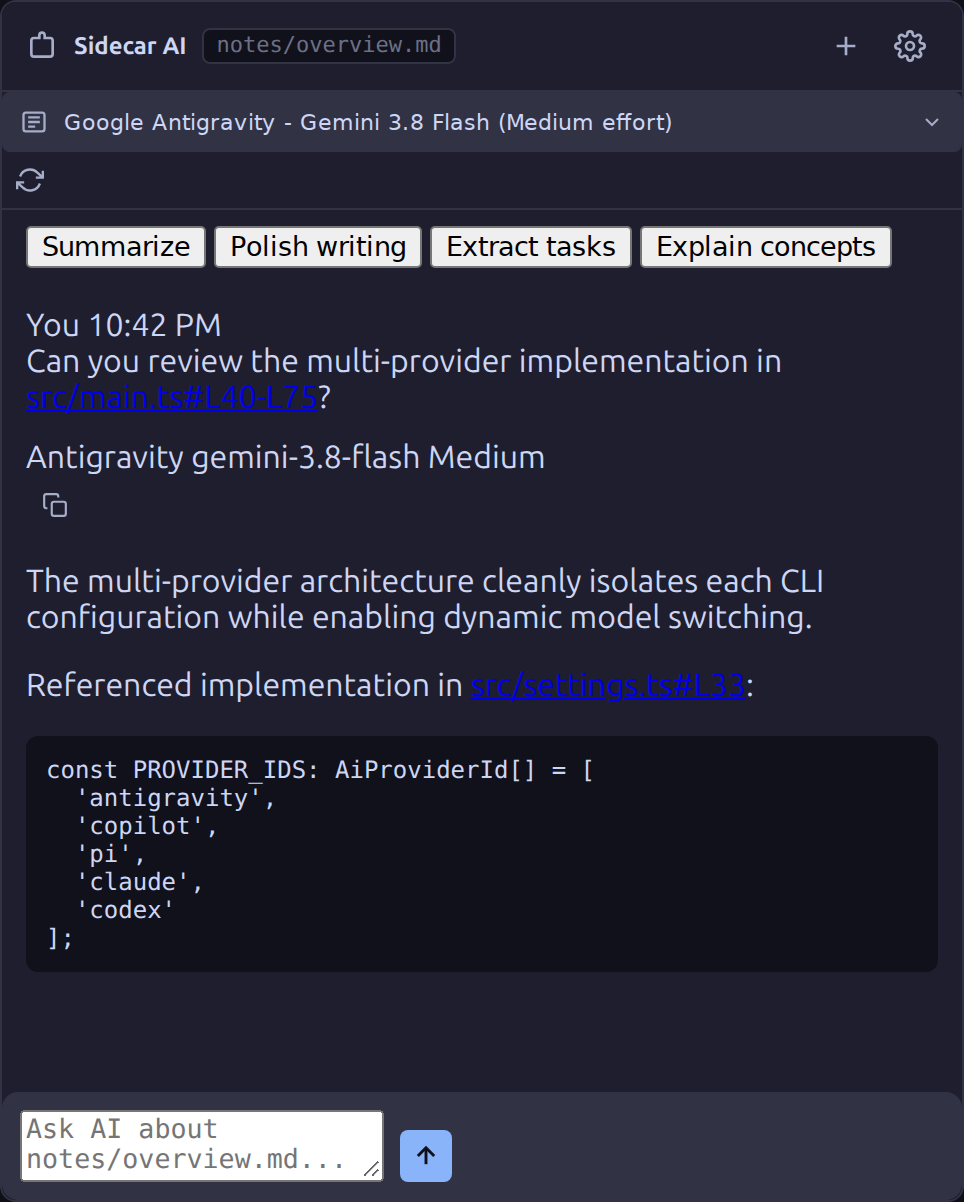 Sidecar AI notes/overview.md
Google Antigravity - Gemini 3.8 Flash (Medium effort)
Summarize Polish writing Extract tasks Explain concepts
You 10:42 PM
Can you review the multi-provider implementation in
src/main.ts#L40-L75?
Antigravity gemini-3.8-flash Medium
The multi-provider architecture cleanly isolates each CLI
configuration while enabling dynamic model switching.
Referenced implementation in src/settings.ts#L33:
const PROVIDER_IDS: AiProviderId[] = [
  'antigravity',
  'copilot',
  'pi',
  'claude',
  'codex'
];
Ask AI about
notes/overview.md...